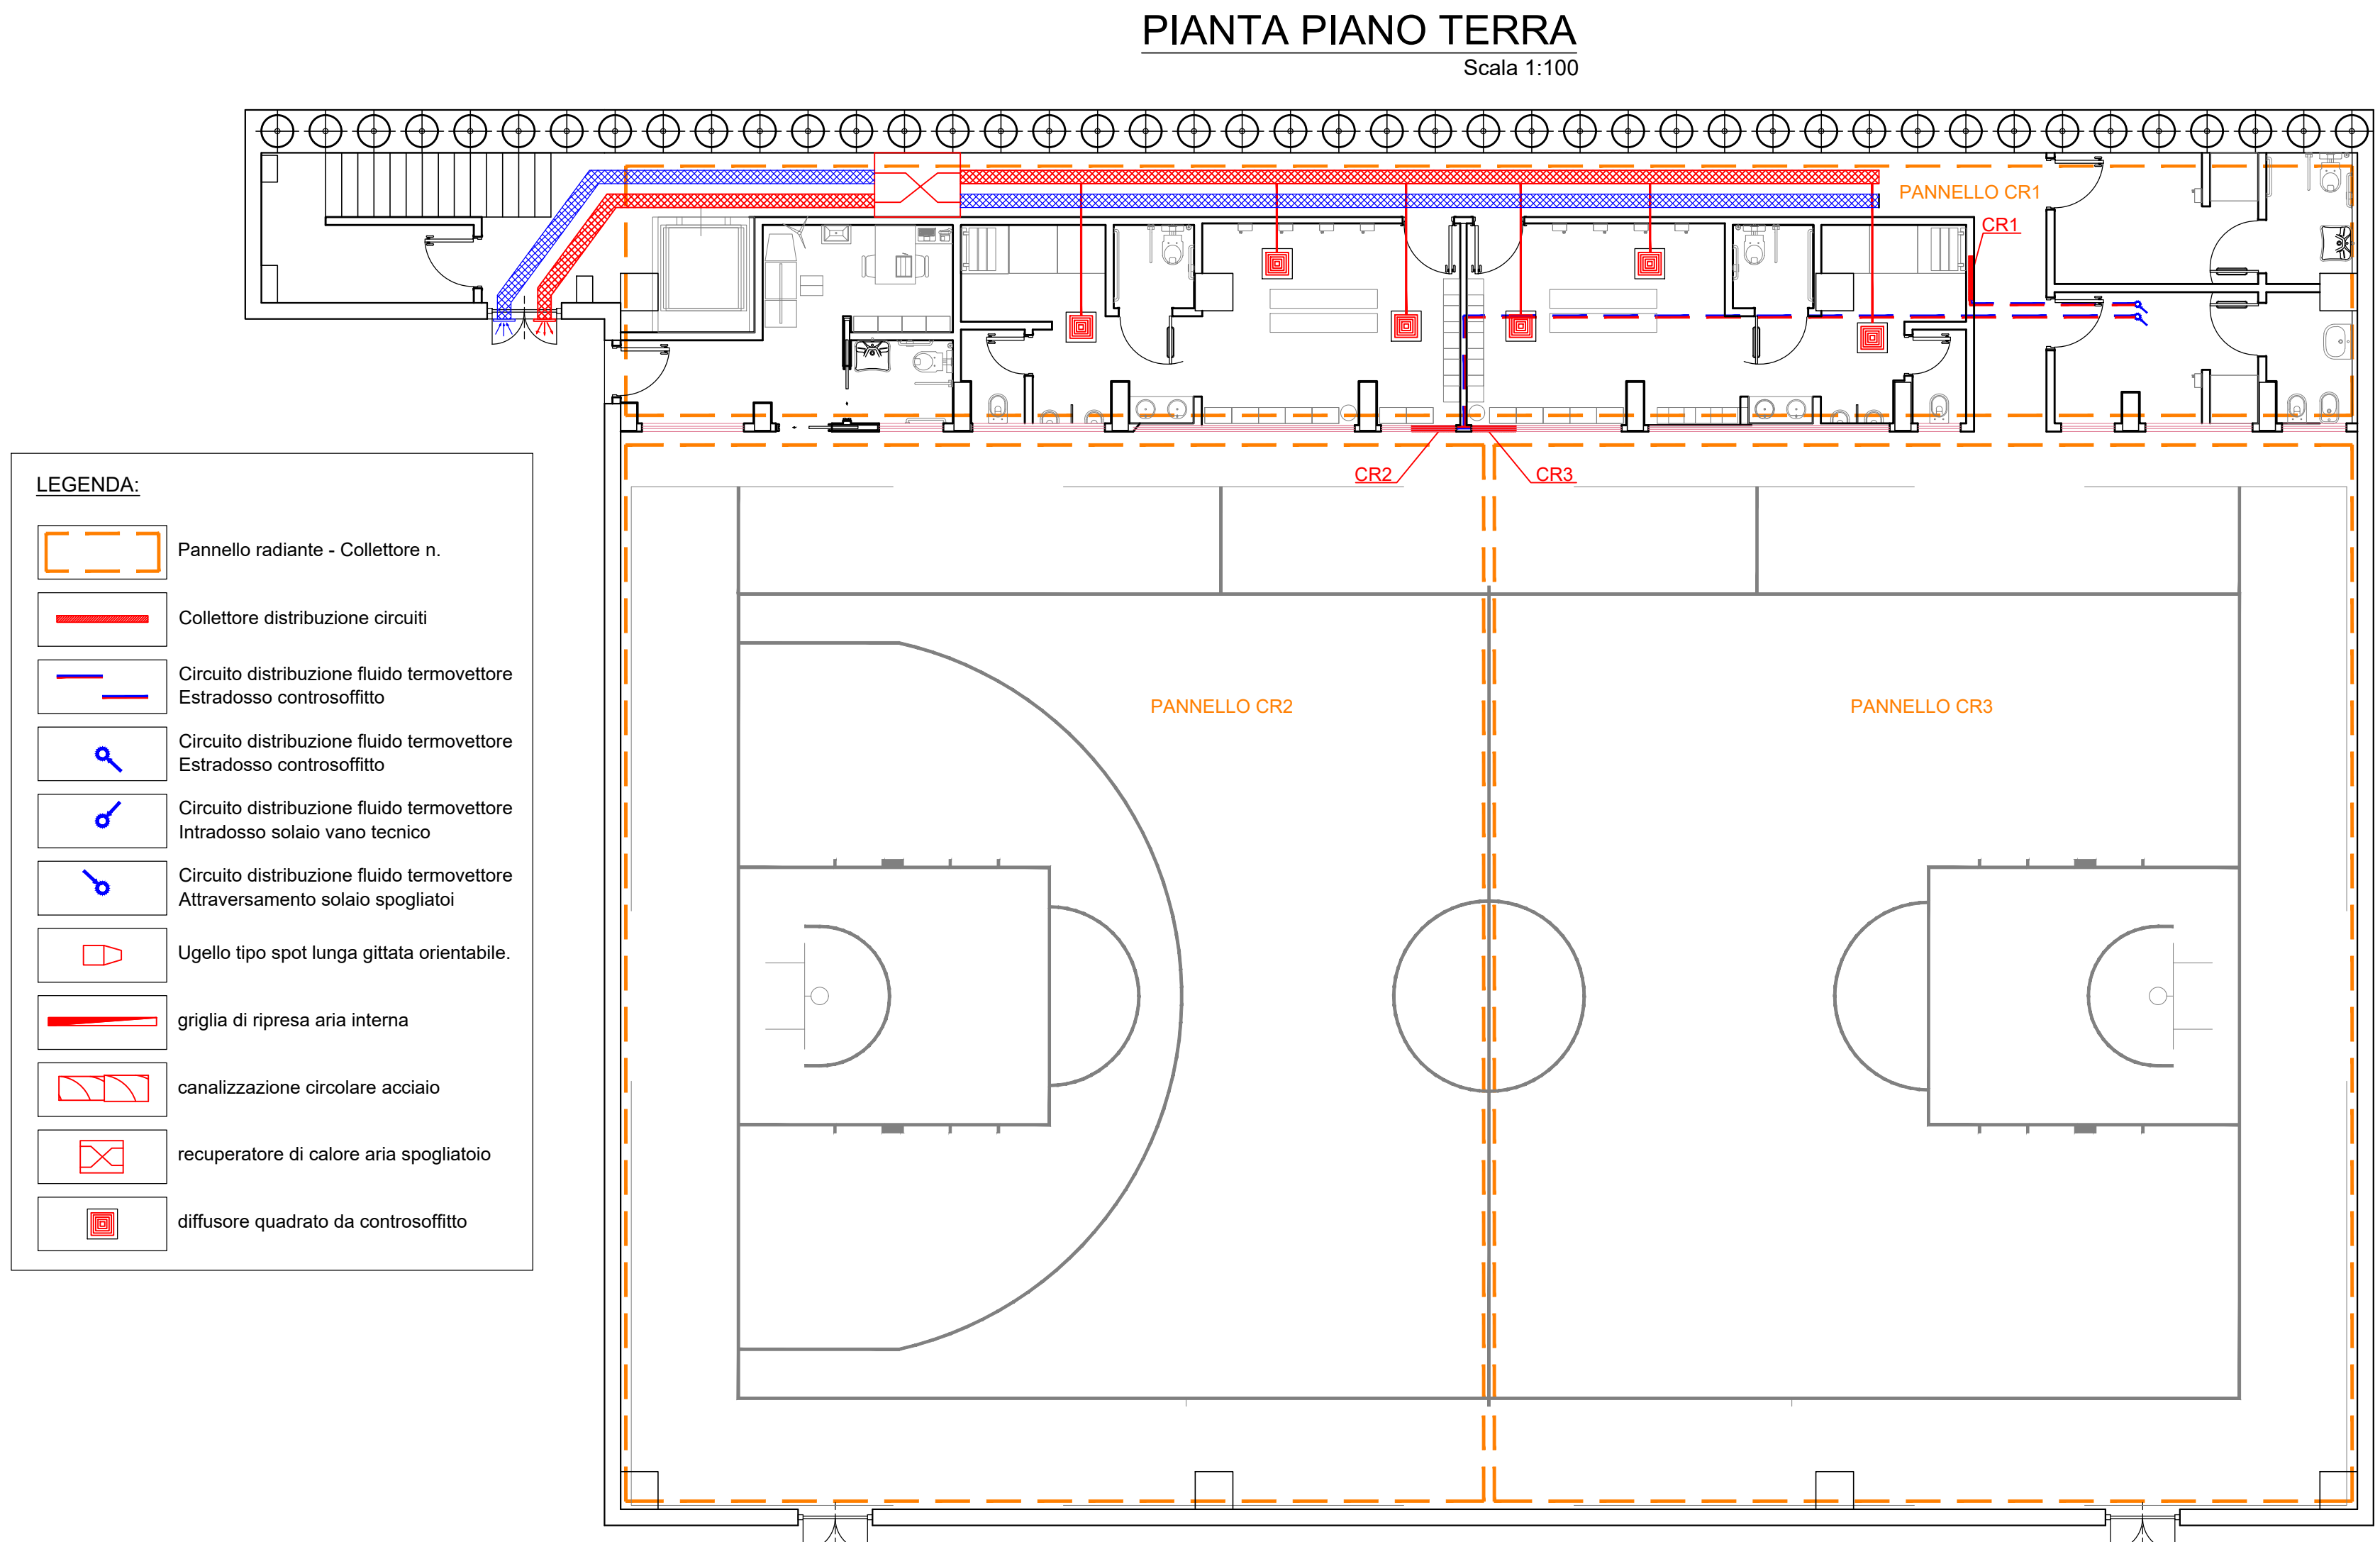 PIANTA PIANO TERRA
Scala 1:100
PANNELLO CR1
CR1
CR2
CR3
LEGENDA:
Pannello radiante - Collettore n.
Collettore distribuzione circuiti
Circuito distribuzione fluido termovettore
Estradosso controsoffitto
Circuito distribuzione fluido termovettore
Estradosso controsoffitto
Circuito distribuzione fluido termovettore
Intradosso solaio vano tecnico
Circuito distribuzione fluido termovettore
Attraversamento solaio spogliatoi
Ugello tipo spot lunga gittata orientabile.
griglia di ripresa aria interna
canalizzazione circolare acciaio
recuperatore di calore aria spogliatoio
diffusore quadrato da controsoffitto
PANNELLO CR2
PANNELLO CR3